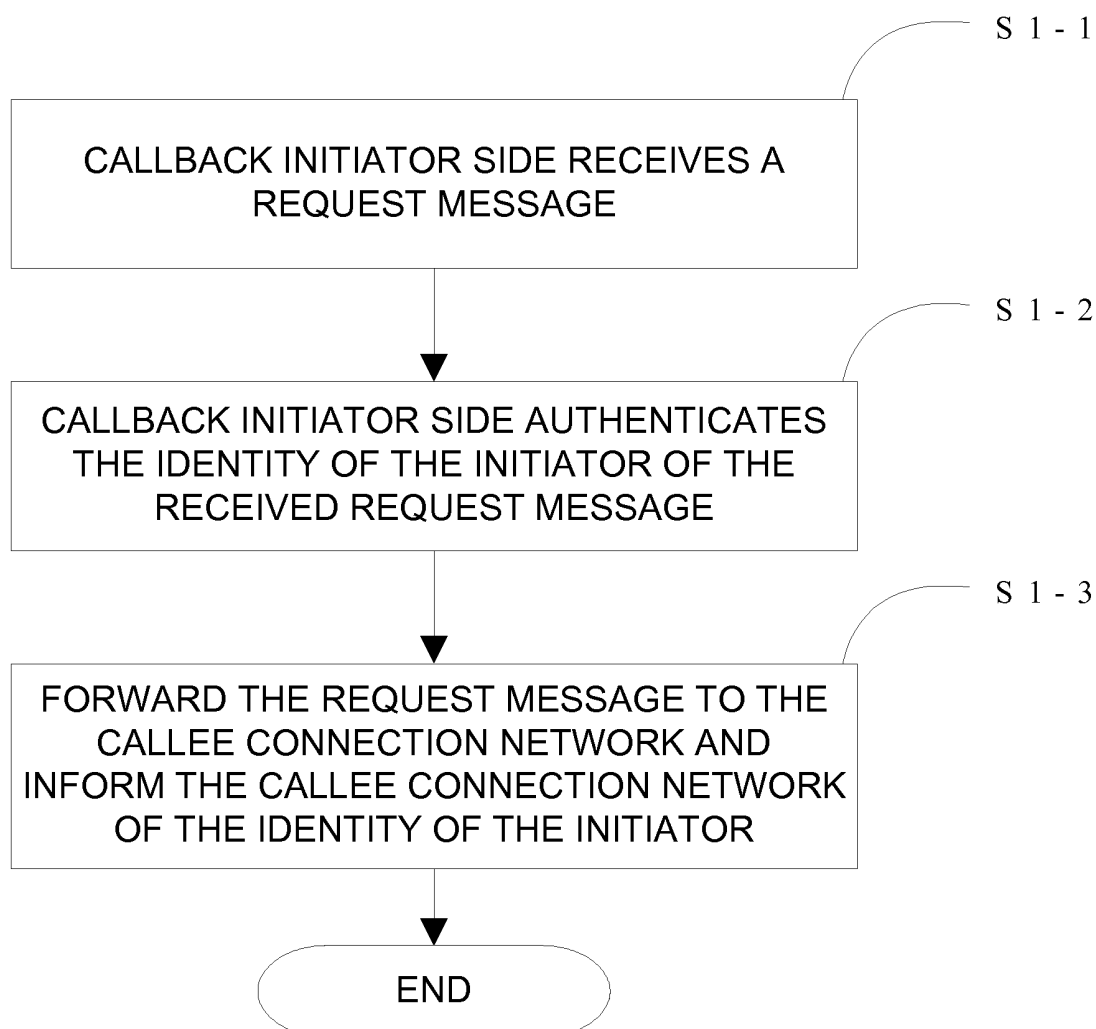 S 1 - 1
CALLBACK INITIATOR SIDE RECEIVES A
REQUEST MESSAGE
S 1 - 2
CALLBACK INITIATOR SIDE AUTHENTICATES
THE IDENTITY OF THE INITIATOR OF THE
RECEIVED REQUEST MESSAGE
S 1 - 3
FORWARD THE REQUEST MESSAGE TO THE
CALLEE CONNECTION NETWORK AND
INFORM THE CALLEE CONNECTION NETWORK
OF THE IDENTITY OF THE INITIATOR
END